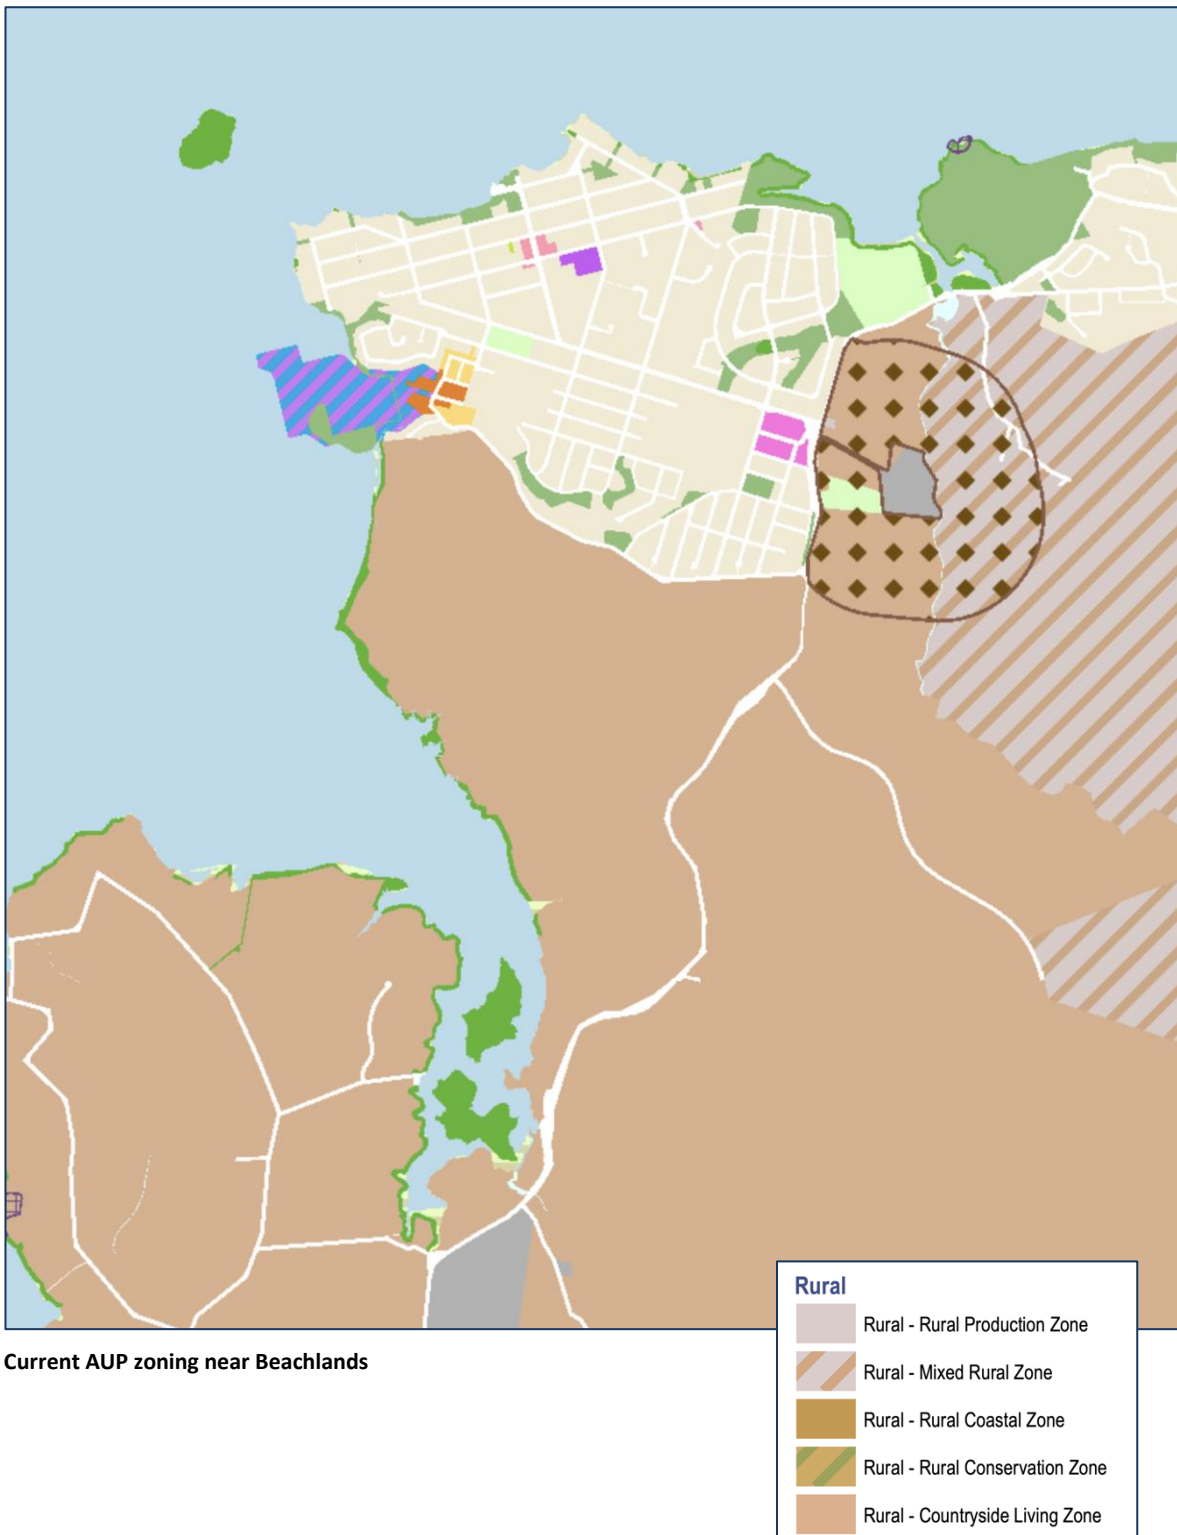 Rural
Rural - Rural Production Zone
Rural - Mixed Rural Zone
Rural - Rural Coastal Zone
Rural - Rural Conservation Zone
Rural - Countryside Living Zone
Current AUP zoning near Beachlands